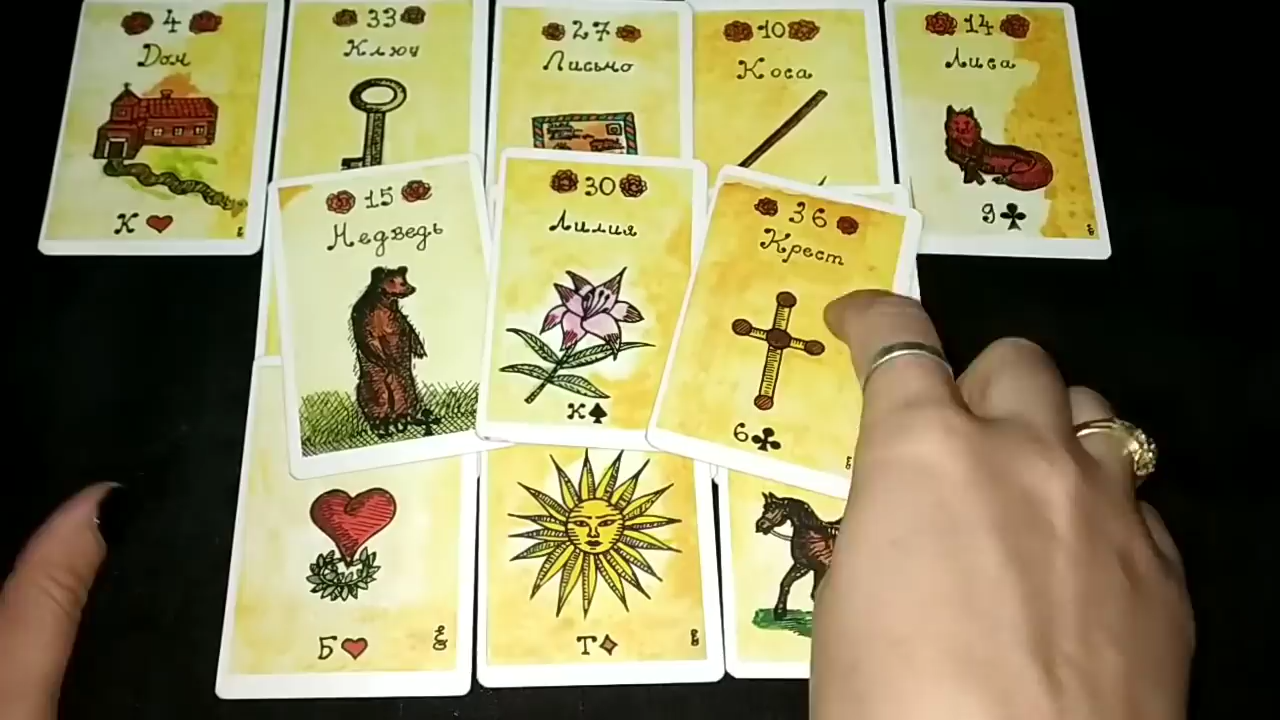 4
Дом
К
33
Ключ
27
Письмо
10
Коса
14
Лиса
9
15
Медведь
30
Лилия
К
36
Крест
6
Б
Т